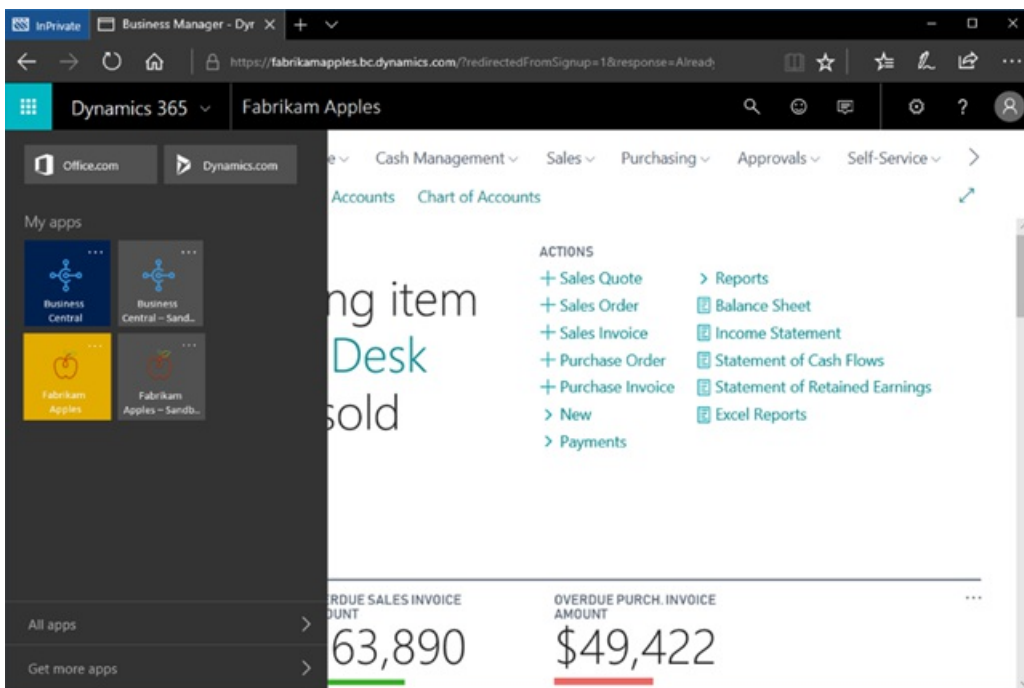 InPrivate
Business Manager - Dyr
https://fabrikamapples.bc.dynamics.com/?redirectedFromSignup=1&response=Already
Dynamics 365
Fabrikam Apples
Office.com
Dynamics.com
Cash Management
Sales
Purchasing
Approvals
Self-Service
Accounts
Chart of Accounts
My apps
Business
Central
Business
Central – Sand...
Fabrikam
Apples
Fabrikam
Apples – Sandb...
ng item
Desk
sold
ACTIONS
+ Sales Quote
+ Sales Order
+ Sales Invoice
+ Purchase Order
+ Purchase Invoice
> New
> Payments
> Reports
Balance Sheet
Income Statement
Statement of Cash Flows
Statement of Retained Earnings
Excel Reports
All apps
Get more apps
RDUE SALES INVOICE
OUNT
63,890
OVERDUE PURCH. INVOICE
AMOUNT
$49,422